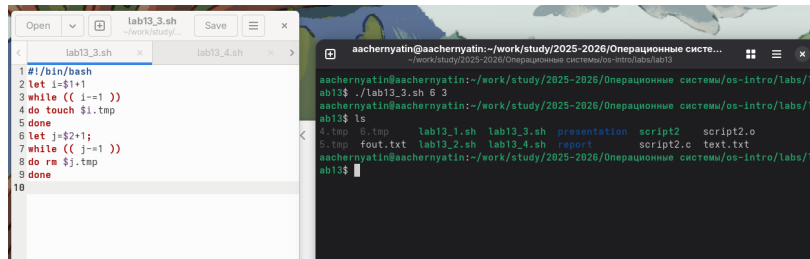 Open
lab13_3.sh
~/work/study/...
Save
lab13_3.sh
lab13_4.sh
1 #!/bin/bash
2 let i=$1+1
3 while (( i-=1 ))
4 do touch $i.tmp
5 done
6 let j=$2+1;
7 while (( j-=1 ))
8 do rm $j.tmp
9 done
10
aachernyatin@aachernyatin:~/work/study/2025-2026/Операционные систе...
~/work/study/2025-2026/Операционные системы/os-intro/labs/lab13
aachernyatin@aachernyatin:~/work/study/2025-2026/Операционные системы/os-intro/labs/l
ab13$ ./lab13_3.sh 6 3
aachernyatin@aachernyatin:~/work/study/2025-2026/Операционные системы/os-intro/labs/l
ab13$ ls
4.tmp 6.tmp lab13_1.sh lab13_3.sh presentation script2 script2.o
5.tmp fout.txt lab13_2.sh lab13_4.sh report script2.c text.txt
aachernyatin@aachernyatin:~/work/study/2025-2026/Операционные системы/os-intro/labs/l
ab13$